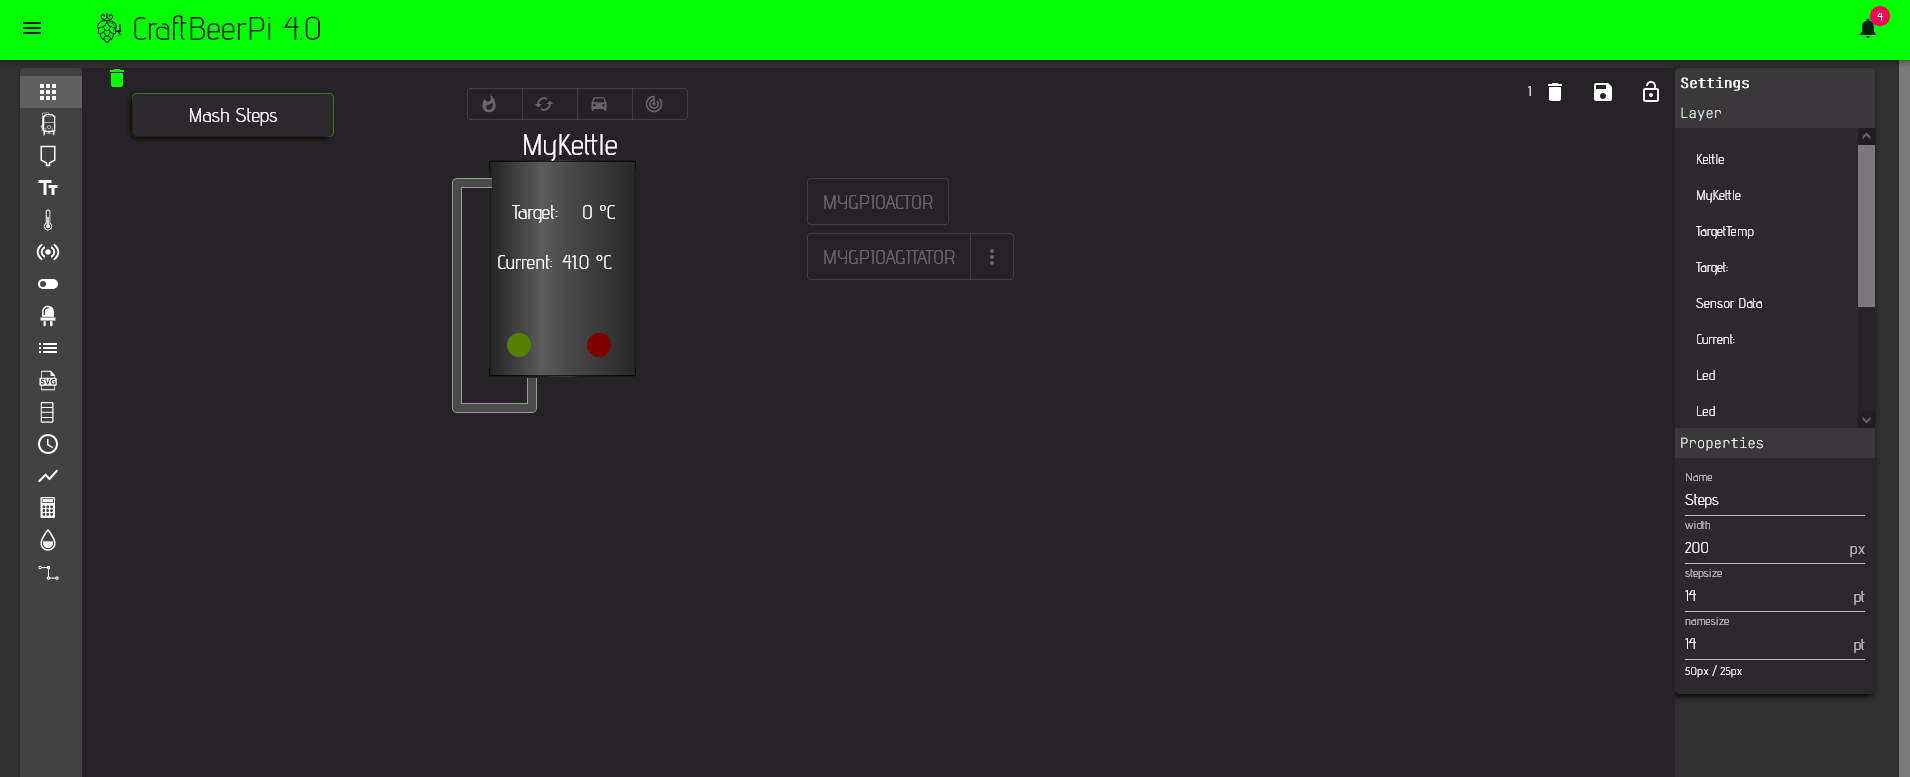 CraftBeerPi 4.0
4
Mash Steps
1
MyKettle
Target: 0 °C
Current: 41.0 °C
MYGPIOACTOR
MYGPIOAGITATOR
SVG
Settings
Layer
Kettle
MyKettle
TargetTemp
Target:
Sensor Data
Current:
Led
Led
Properties
Name
Steps
width
200 px
stepsize
14 pt
namesize
14 pt
50px / 25px